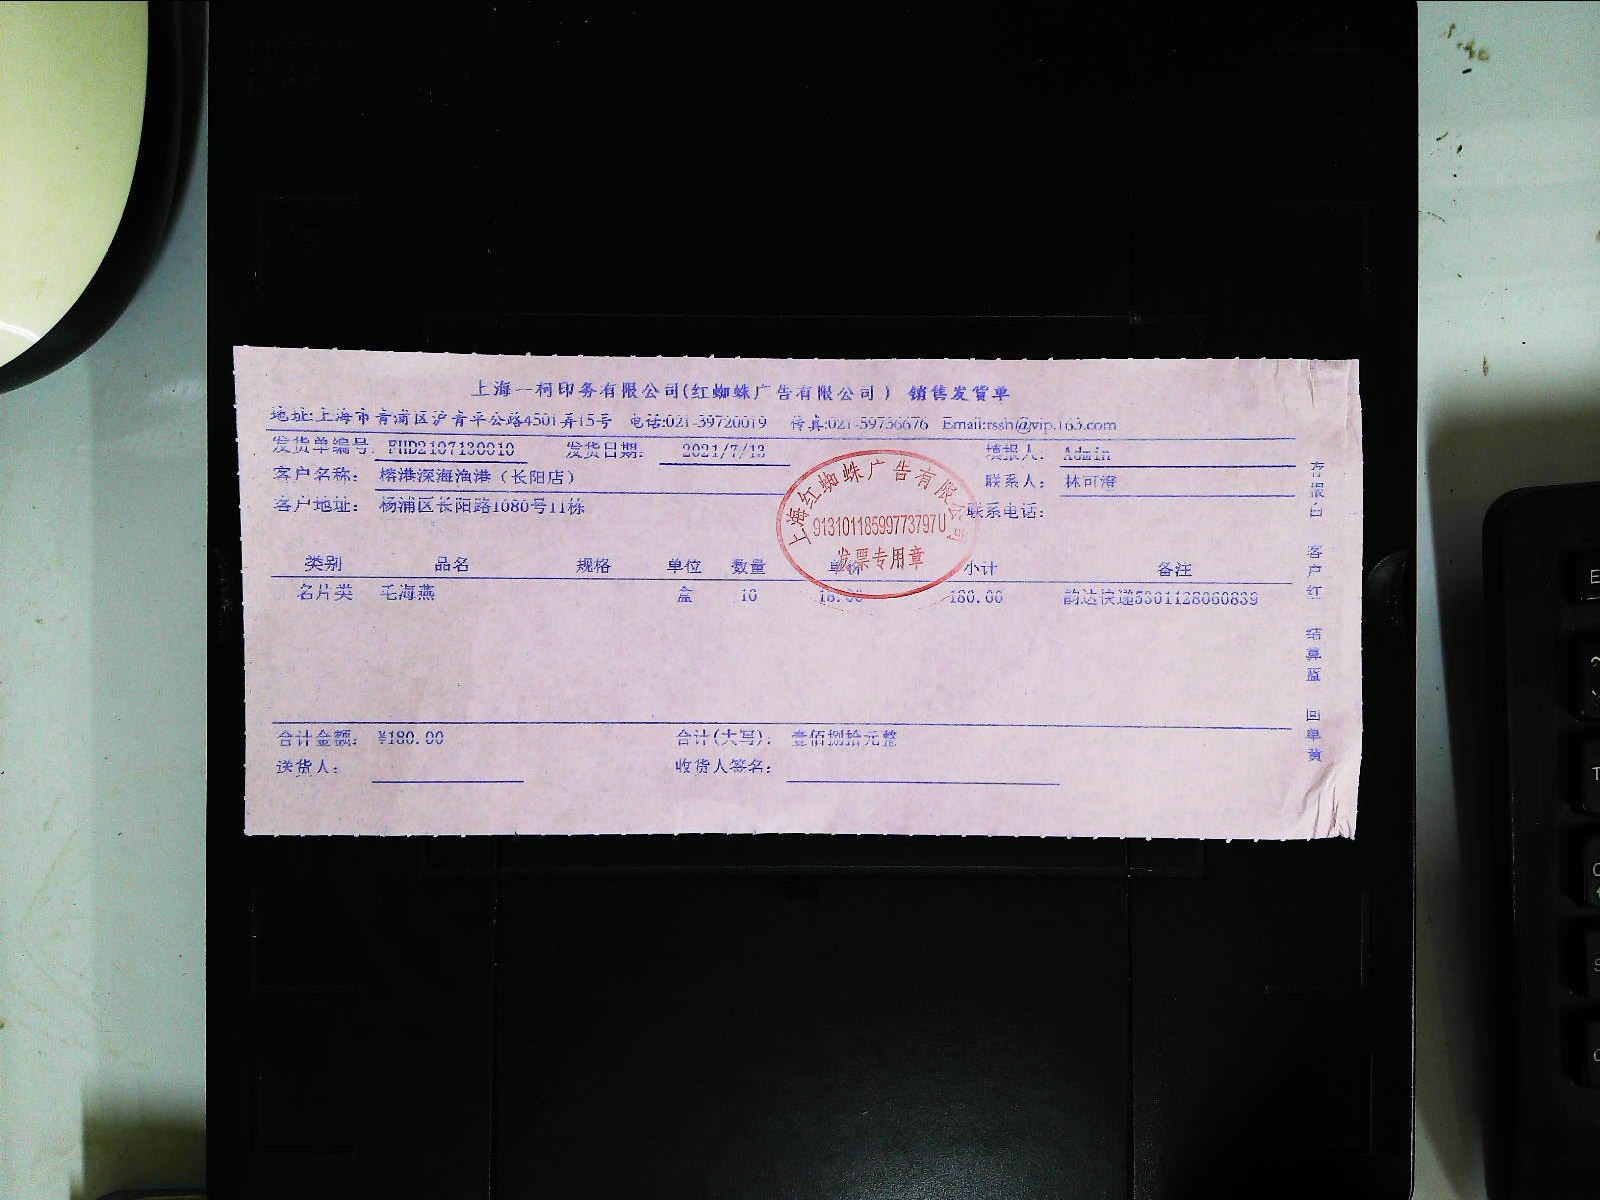 上海一柯印务有限公司(红蜘蛛广告有限公司) 销售发货单
地址:上海市青浦区沪青平公路4501弄15号 电话:021-39720019 传真:021-59736676 Email:rssh@vip.163.com
发货单编号: FHD2107130010 发货日期: 2021/7/13 填报人: Admin
客户名称: 榕港深海渔港（长阳店） 联系人: 林可澄
客户地址: 杨浦区长阳路1080号11栋 联系电话:
上海红蜘蛛广告有限公司
91310118599773797U
发票专用章
类别 品名 规格 单位 数量 单价 小计 备注
名片类 毛海燕 盒 10 18.00 180.00 韵达快递5301128060839
合计金额: ¥180.00 合计(大写): 壹佰捌拾元整
送货人: 收货人签名:
存根白 客户红 结算蓝 回单黄
E
~
T
S